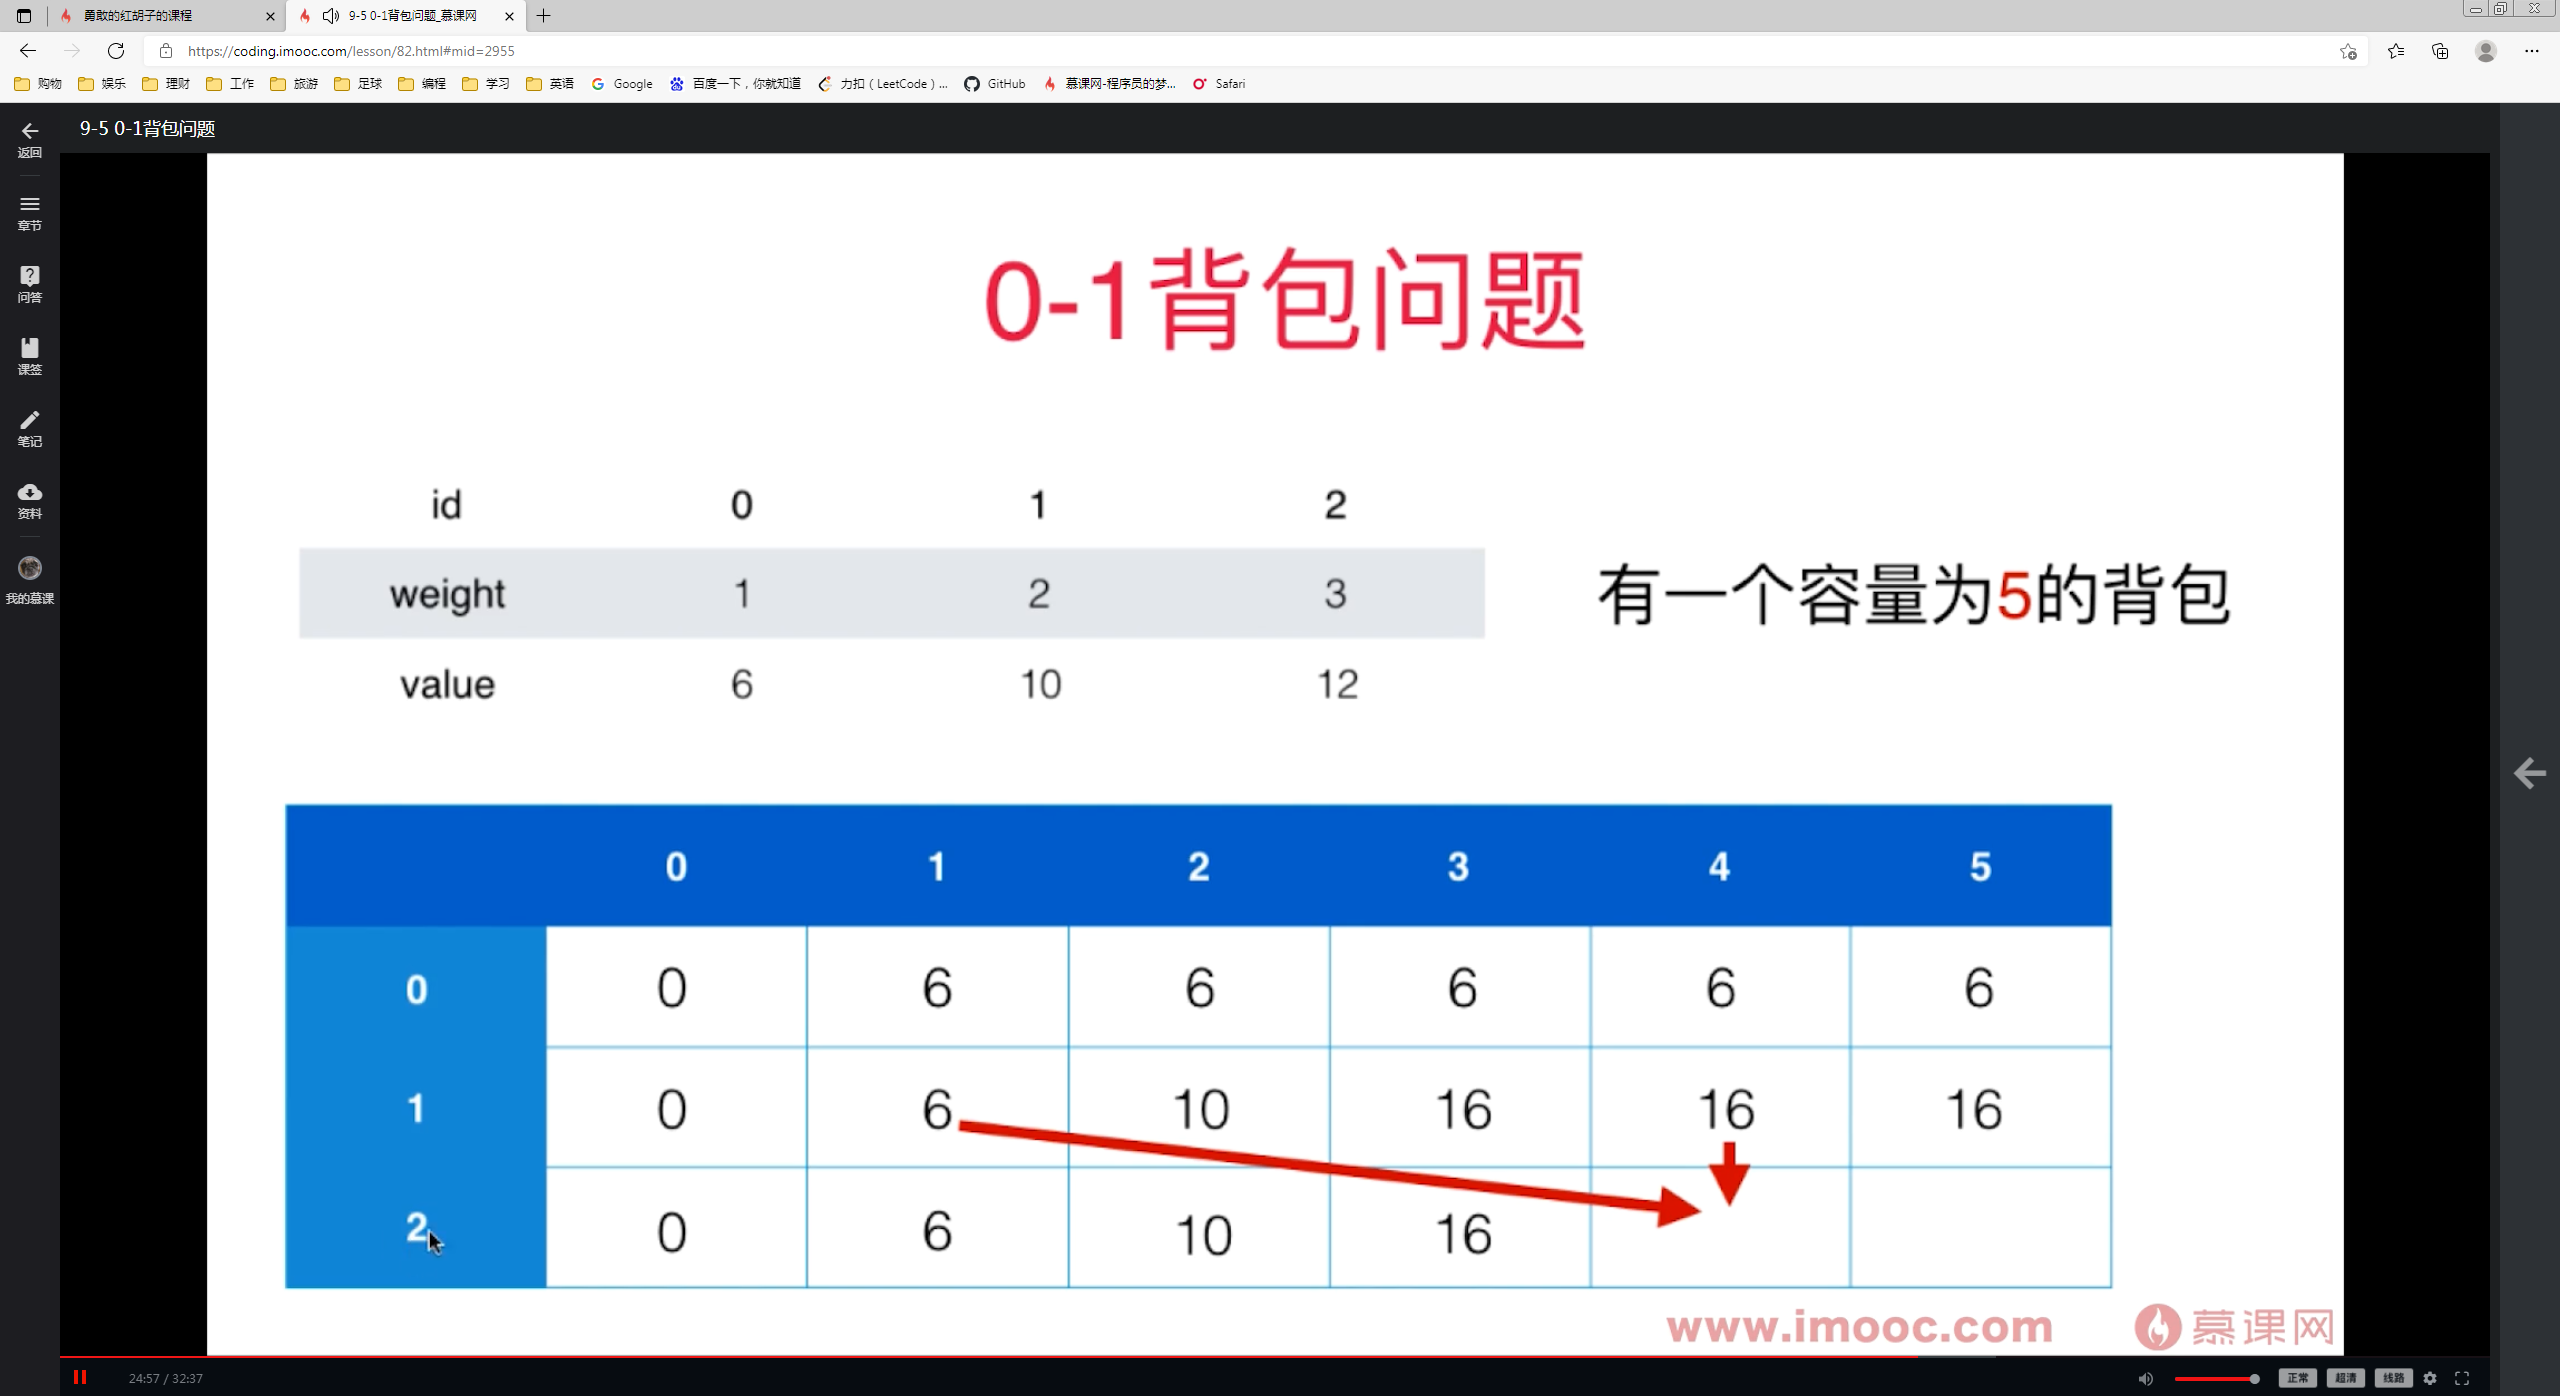 勇敢的红胡子的课程
9-5 0-1背包问题_慕课网
https://coding.imooc.com/lesson/82.html#mid=2955
购物 娱乐 理财 工作 旅游 足球 编程 学习 英语 Google 百度一下，你就知道 力扣（LeetCode）... GitHub 慕课网-程序员的梦... Safari
返回
章节
问答
课签
笔记
资料
我的慕课
9-5 0-1背包问题
0-1背包问题
id 0 1 2
weight 1 2 3
value 6 10 12
有一个容量为5的背包
0 1 2 3 4 5
0 0 6 6 6 6 6
1 0 6 10 16 16 16
2 0 6 10 16
www.imooc.com 慕课网
24:57 / 32:37
正常 超清 线路